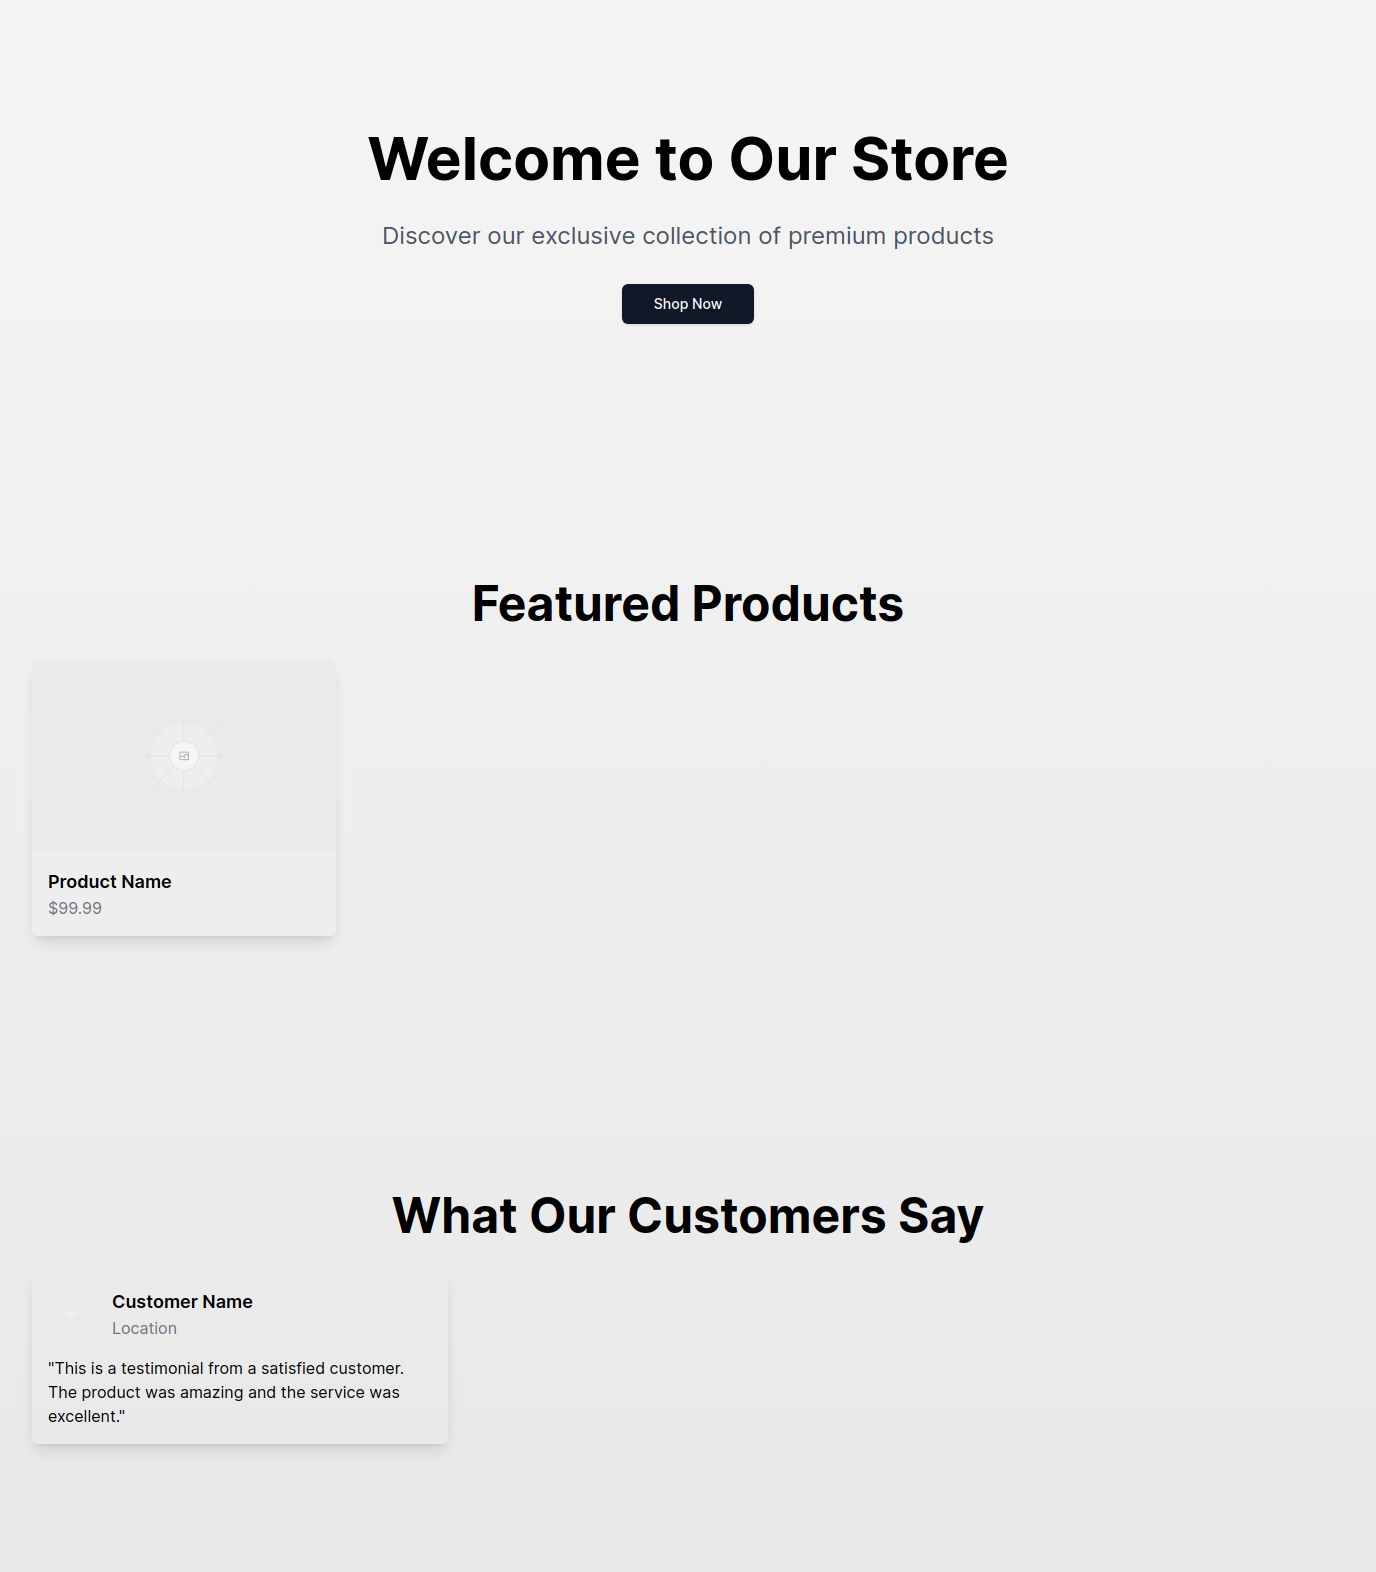 Welcome to Our Store
Discover our exclusive collection of premium products
Shop Now
Featured Products
Product Name
$99.99
What Our Customers Say
Customer Name
Location
"This is a testimonial from a satisfied customer.
The product was amazing and the service was
excellent."